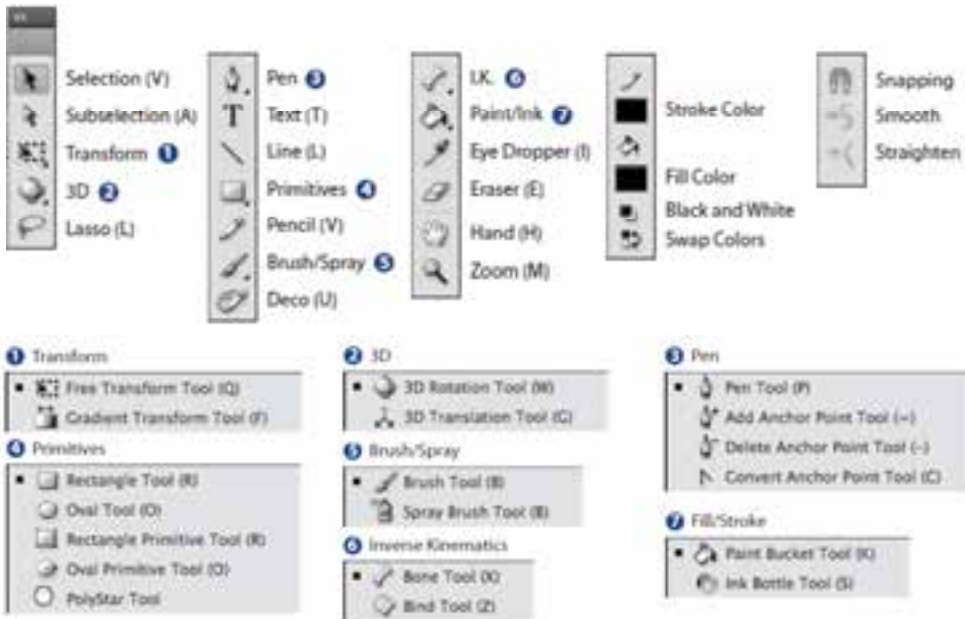 Selection (V)
Subselection (A)
Transform 1
3D 2
Lasso (L)
Pen 3
Text (T)
Line (L)
Primitives 4
Pencil (V)
Brush/Spray 5
Deco (U)
I.K. 6
Paint/Ink 7
Eye Dropper (I)
Eraser (E)
Hand (H)
Zoom (M)
Stroke Color
Fill Color
Black and White
Swap Colors
Snapping
Smooth
Straighten
1 Transform
Free Transform Tool (Q)
Gradient Transform Tool (F)
2 3D
3D Rotation Tool (W)
3D Translation Tool (G)
3 Pen
Pen Tool (P)
Add Anchor Point Tool (=)
Delete Anchor Point Tool (-)
Convert Anchor Point Tool (C)
4 Primitives
Rectangle Tool (R)
Oval Tool (O)
Rectangle Primitive Tool (R)
Oval Primitive Tool (O)
PolyStar Tool
5 Brush/Spray
Brush Tool (B)
Spray Brush Tool (B)
6 Inverse Kinematics
Bone Tool (X)
Bind Tool (Z)
7 Fill/Stroke
Paint Bucket Tool (K)
Ink Bottle Tool (S)